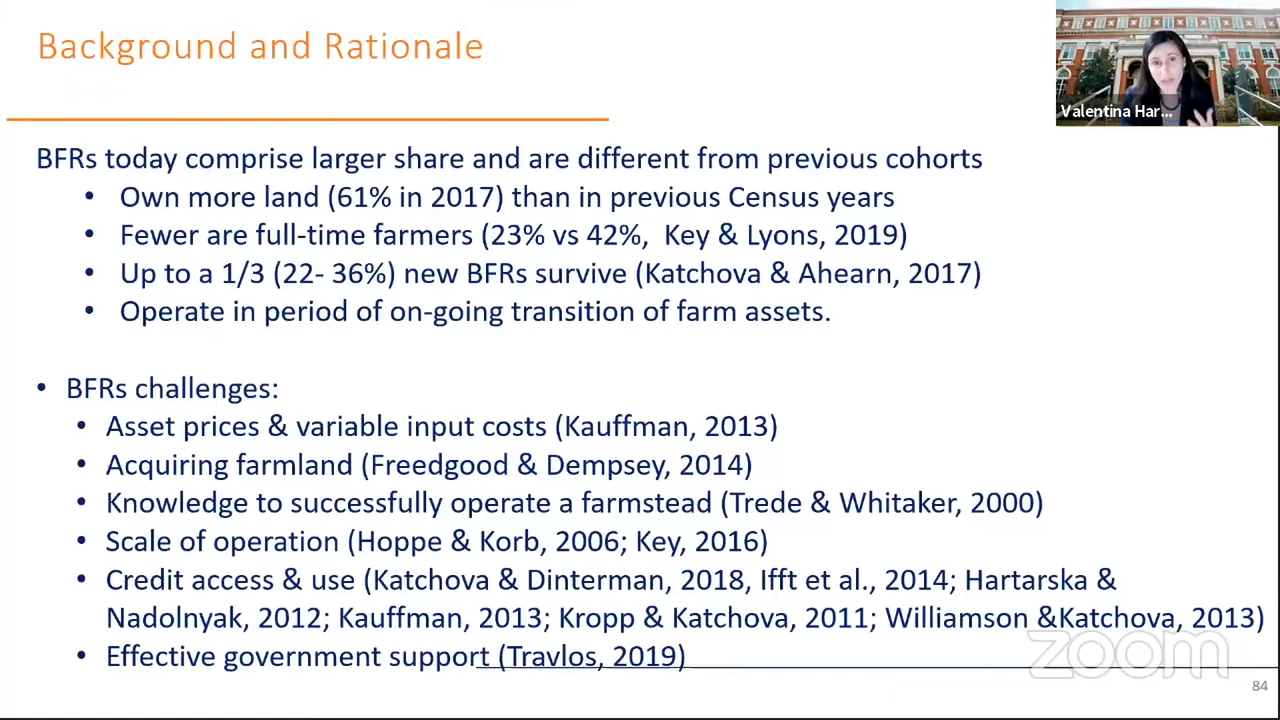 Background and Rationale
Valentina Har...
BFRs today comprise larger share and are different from previous cohorts
• Own more land (61% in 2017) than in previous Census years
• Fewer are full-time farmers (23% vs 42%, Key & Lyons, 2019)
• Up to a 1/3 (22- 36%) new BFRs survive (Katchova & Ahearn, 2017)
• Operate in period of on-going transition of farm assets.
• BFRs challenges:
• Asset prices & variable input costs (Kauffman, 2013)
• Acquiring farmland (Freedgood & Dempsey, 2014)
• Knowledge to successfully operate a farmstead (Trede & Whitaker, 2000)
• Scale of operation (Hoppe & Korb, 2006; Key, 2016)
• Credit access & use (Katchova & Dinterman, 2018, Ifft et al., 2014; Hartarska &
Nadolnyak, 2012; Kauffman, 2013; Kropp & Katchova, 2011; Williamson &Katchova, 2013)
• Effective government support (Travlos, 2019)
zoom
84